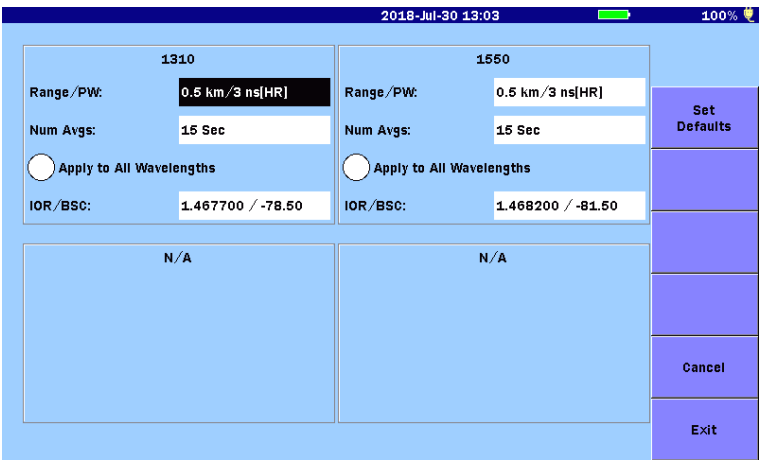 2018-Jul-30 13:03 100%
1310
Range/PW: 0.5 km/3 ns[HR]
Num Avgs: 15 Sec
Apply to All Wavelengths
IOR/BSC: 1.467700 / -78.50
1550
Range/PW: 0.5 km/3 ns[HR]
Num Avgs: 15 Sec
Apply to All Wavelengths
IOR/BSC: 1.468200 / -81.50
N/A
N/A
Set
Defaults
Cancel
Exit